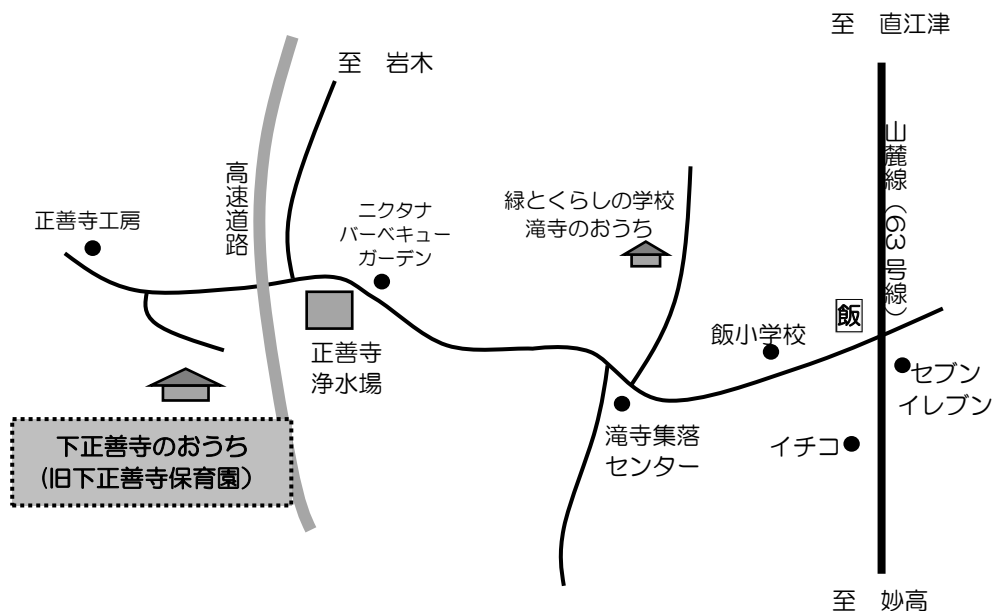 至　直江津
至　岩木
山麓線（63号線）
高速道路
緑とくらしの学校
滝寺のおうち
ニクタナ
バーベキュー
ガーデン
正善寺工房
飯
飯小学校
正善寺
浄水場
セブン
イレブン
滝寺集落
センター
イチコ
下正善寺のおうち
(旧下正善寺保育園）
至　妙高